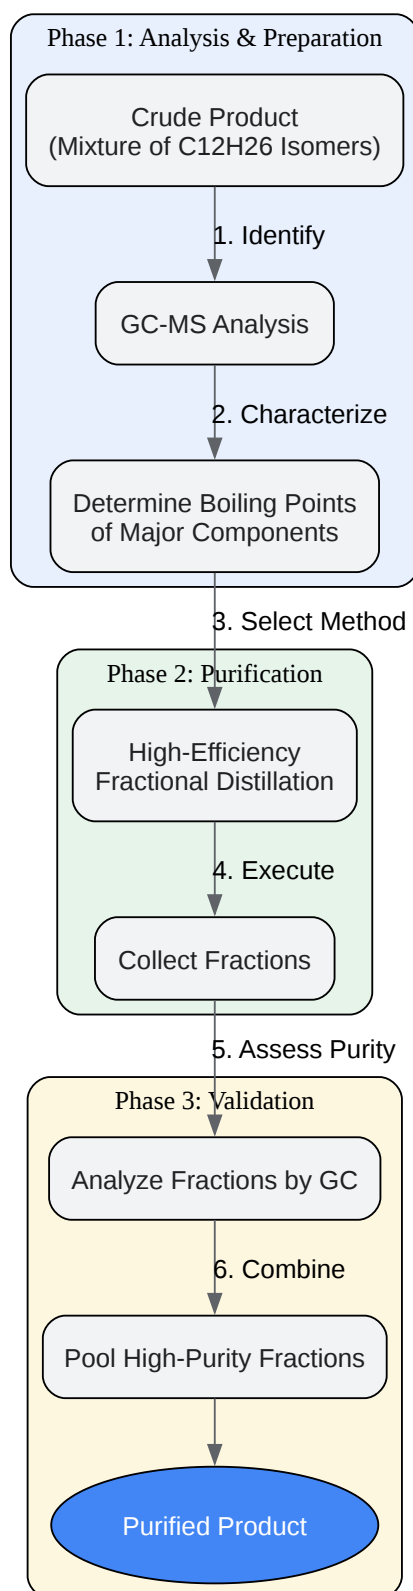 Phase 1: Analysis & Preparation
Crude Product
(Mixture of C12H26 Isomers)
1. Identify
GC-MS Analysis
2. Characterize
Determine Boiling Points
of Major Components
3. Select Method
Phase 2: Purification
High-Efficiency
Fractional Distillation
4. Execute
Collect Fractions
5. Assess Purity
Phase 3: Validation
Analyze Fractions by GC
6. Combine
Pool High-Purity Fractions
Purified Product